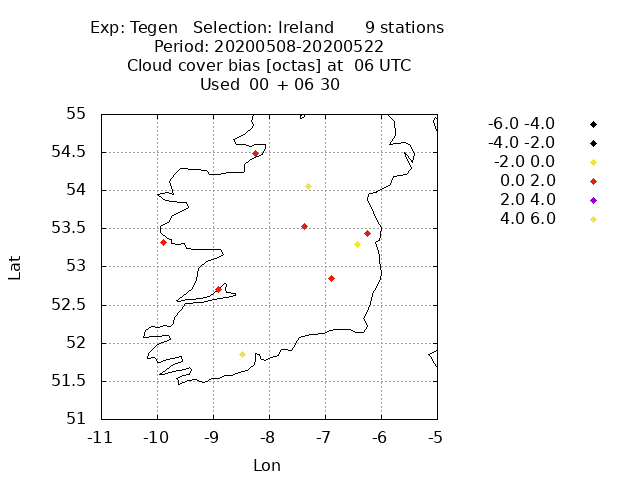 Exp: Tegen   Selection: Ireland      9 stations
Period: 20200508-20200522
Cloud cover bias [octas] at  06 UTC
Used  00  + 06 30
55
54.5
54
53.5
53
52.5
52
51.5
51
-11 -10 -9 -8 -7 -6 -5
Lat
Lon
-6.0 -4.0
-4.0 -2.0
-2.0 0.0
0.0 2.0
2.0 4.0
4.0 6.0